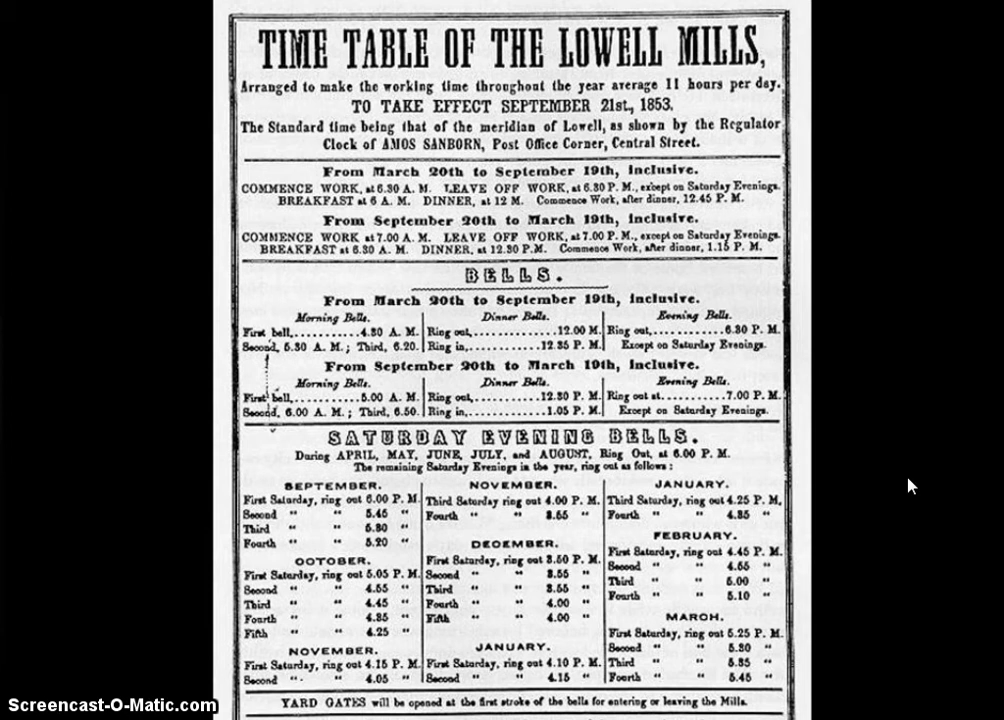 TIME TABLE OF THE LOWELL MILLS,
Arranged to make the working time throughout the year average 11 hours per day.
TO TAKE EFFECT SEPTEMBER 21st., 1853.
The Standard time being that of the meridian of Lowell, as shown by the Regulator
Clock of AMOS SANBORN, Post Office Corner, Central Street.
From March 20th to September 19th, inclusive.
COMMENCE WORK, at 6.30 A. M. LEAVE OFF WORK, at 6.30 P. M., except on Saturday Evenings.
BREAKFAST at 6 A. M. DINNER, at 12 M. Commence Work, after dinner, 12.45 P. M.
From September 20th to March 19th, inclusive.
COMMENCE WORK at 7.00 A. M. LEAVE OFF WORK, at 7.00 P. M., except on Saturday Evenings.
BREAKFAST at 6.30 A. M. DINNER, at 12.30 P.M. Commence Work, after dinner, 1.15 P. M.
BELLS.
From March 20th to September 19th, inclusive.
Morning Bells.
First bell,..........4.30 A. M.
Second, 5.30 A. M.; Third, 6.20.
Dinner Bells.
Ring out,............12.00 M.
Ring in,............12.35 P. M.
Evening Bells.
Ring out,............6.30 P. M.
Except on Saturday Evenings.
From September 20th to March 19th, inclusive.
Morning Bells.
First bell,..........5.00 A. M.
Second, 6.00 A. M.; Third, 6.50.
Dinner Bells.
Ring out,..........12.30 P. M.
Ring in,............1.05 P. M.
Evening Bells.
Ring out at..........7.00 P. M.
Except on Saturday Evenings.
SATURDAY EVENING BELLS.
During APRIL, MAY, JUNE, JULY, and AUGUST, Ring Out, at 6.00 P. M.
The remaining Saturday Evenings in the year, ring out as follows:
SEPTEMBER.
First Saturday, ring out 6.00 P. M.
Second " " 5.45 "
Third " " 5.30 "
Fourth " " 5.20 "
OCTOBER.
First Saturday, ring out 5.05 P. M.
Second " " 4.55 "
Third " " 4.45 "
Fourth " " 4.35 "
Fifth " " 4.25 "
NOVEMBER.
First Saturday, ring out 4.15 P. M.
Second " " 4.05 "
NOVEMBER.
Third Saturday ring out 4.00 P. M.
Fourth " " 3.55 "
DECEMBER.
First Saturday, ring out 3.50 P. M.
Second " " 3.55 "
Third " " 3.55 "
Fourth " " 4.00 "
Fifth " " 4.00 "
JANUARY.
First Saturday, ring out 4.10 P. M.
Second " " 4.15 "
JANUARY.
Third Saturday, ring out 4.25 P. M.
Fourth " " 4.35 "
FEBRUARY.
First Saturday, ring out 4.45 P. M.
Second " " 4.55 "
Third " " 5.00 "
Fourth " " 5.10 "
MARCH.
First Saturday, ring out 5.25 P. M.
Second " " 5.30 "
Third " " 5.35 "
Fourth " " 5.45 "
YARD GATES will be opened at the first stroke of the bells for entering or leaving the Mills.
Screencast-O-Matic.com